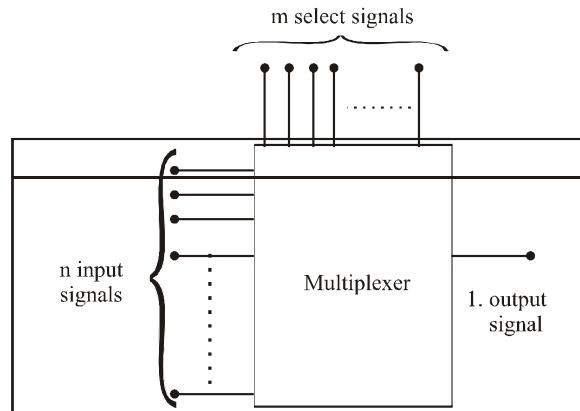 m select signals
n input
signals
Multiplexer
1. output
signal